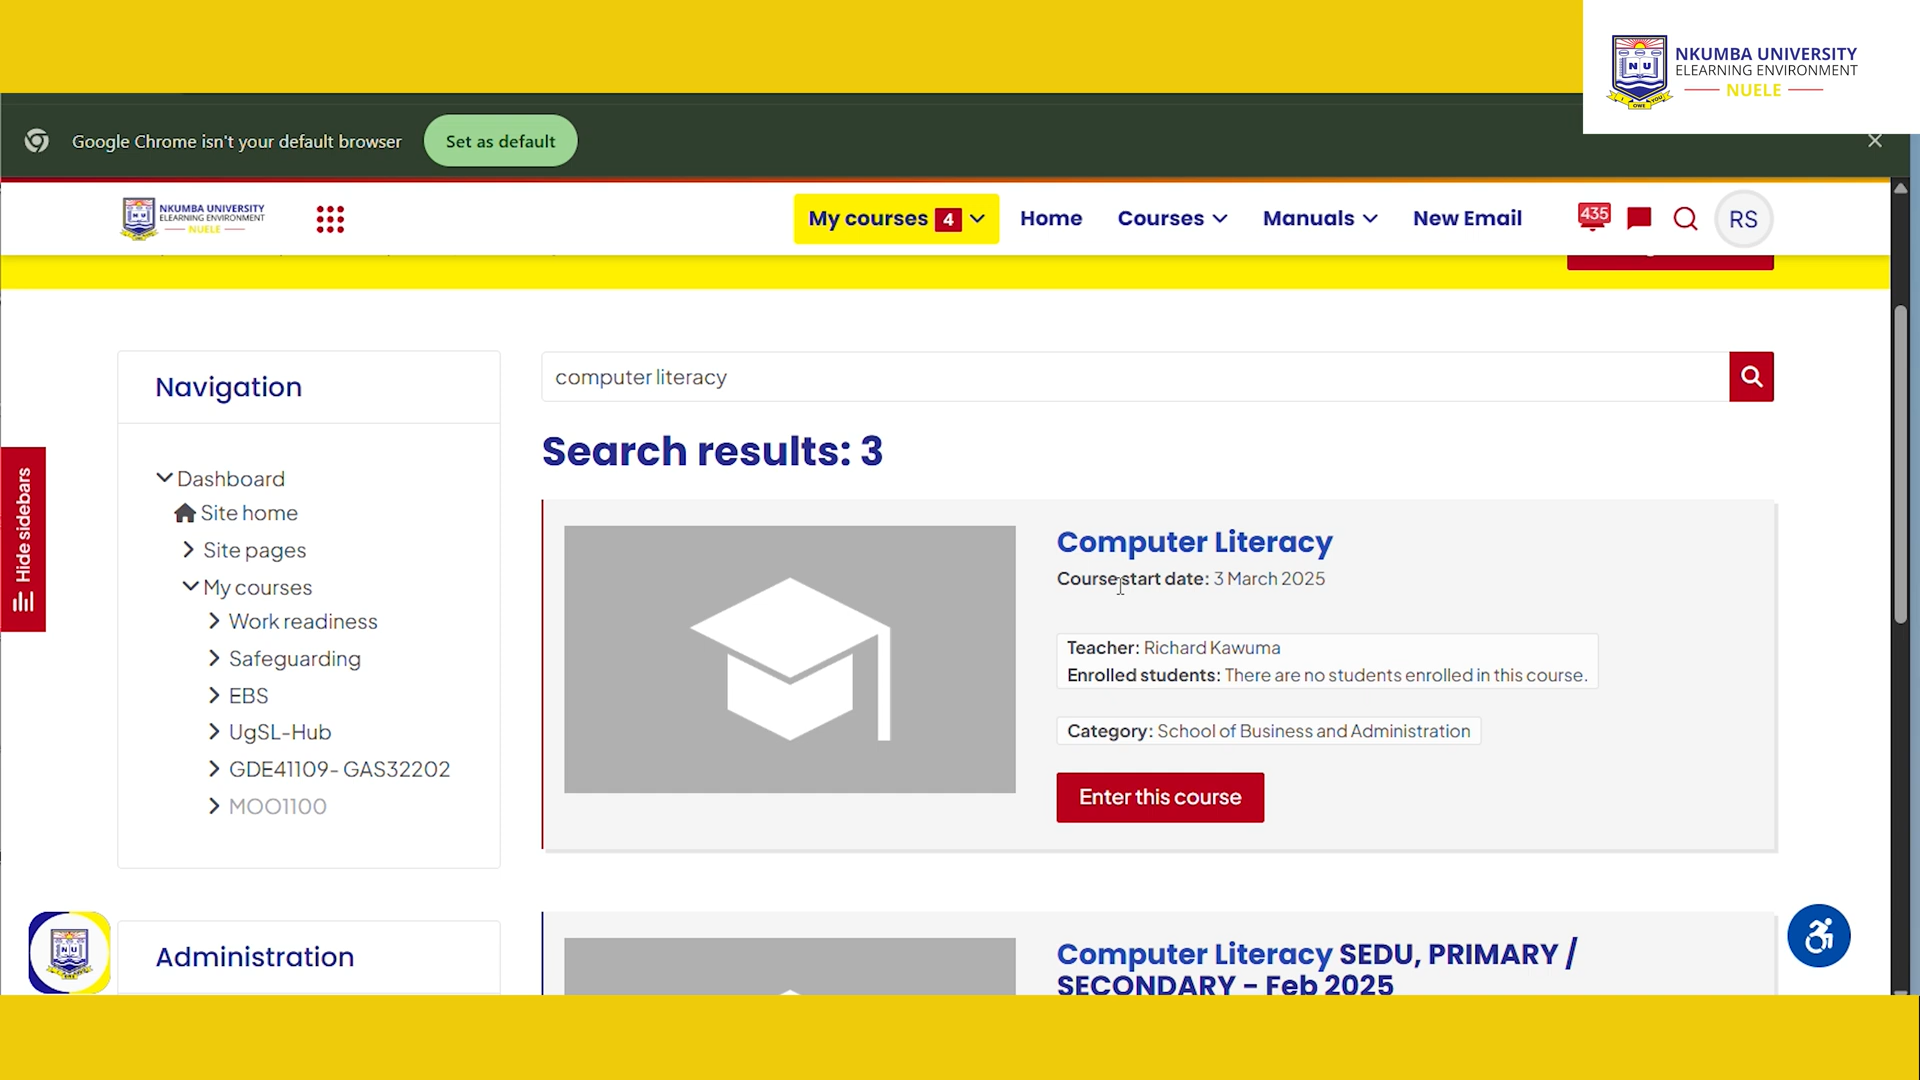 NKUMBA UNIVERSITY
ELEARNING ENVIRONMENT
NUELE
NU
I OWE YOU
Google Chrome isn't your default browser
Set as default
NKUMBA UNIVERSITY
ELEARNING ENVIRONMENT
NUELE
My courses 4
Home
Courses
Manuals
New Email
435
RS
Hide sidebars
Navigation
Dashboard
Site home
Site pages
My courses
Work readiness
Safeguarding
EBS
UgSL-Hub
GDE41109- GAS32202
MOO1100
Administration
computer literacy
Search results: 3
Computer Literacy
Course start date: 3 March 2025
Teacher: Richard Kawuma
Enrolled students: There are no students enrolled in this course.
Category: School of Business and Administration
Enter this course
Computer Literacy SEDU, PRIMARY /
SECONDARY - Feb 2025